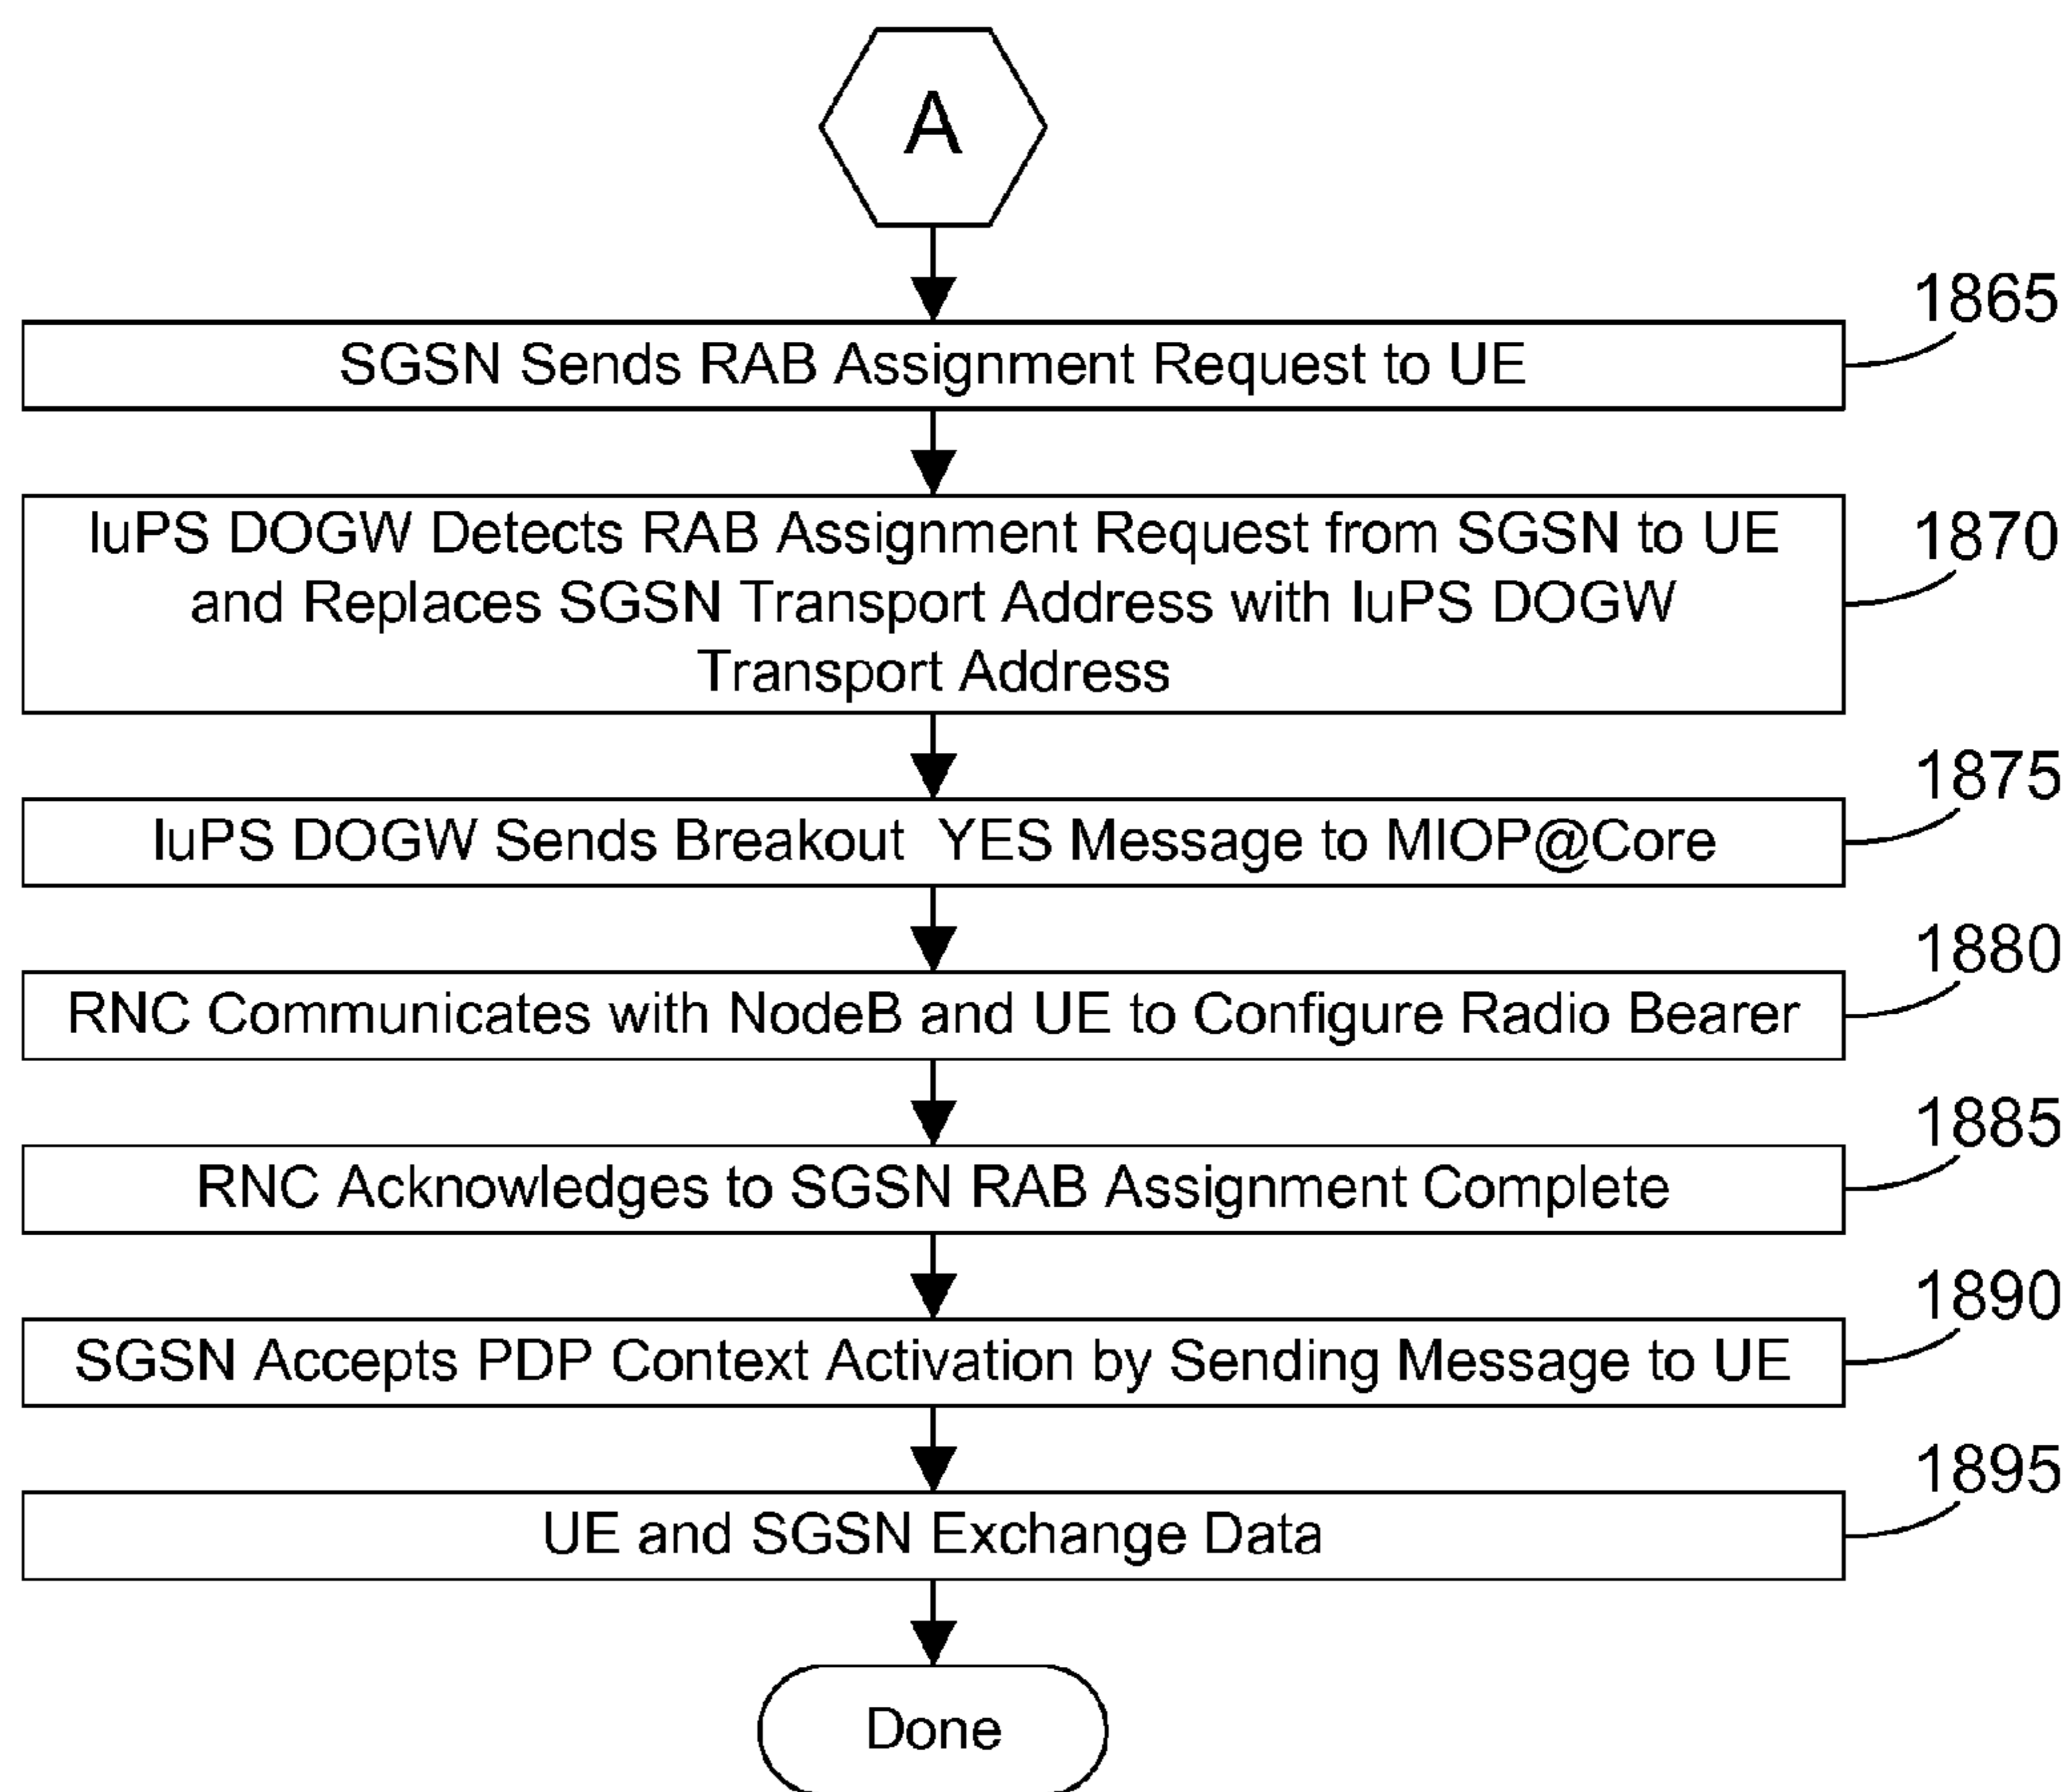 A
1865
SGSN Sends RAB Assignment Request to UE
1870
IuPS DOGW Detects RAB Assignment Request from SGSN to UE
and Replaces SGSN Transport Address with IuPS DOGW
Transport Address
1875
IuPS DOGW Sends Breakout YES Message to MIOP@Core
1880
RNC Communicates with NodeB and UE to Configure Radio Bearer
1885
RNC Acknowledges to SGSN RAB Assignment Complete
1890
SGSN Accepts PDP Context Activation by Sending Message to UE
1895
UE and SGSN Exchange Data
Done